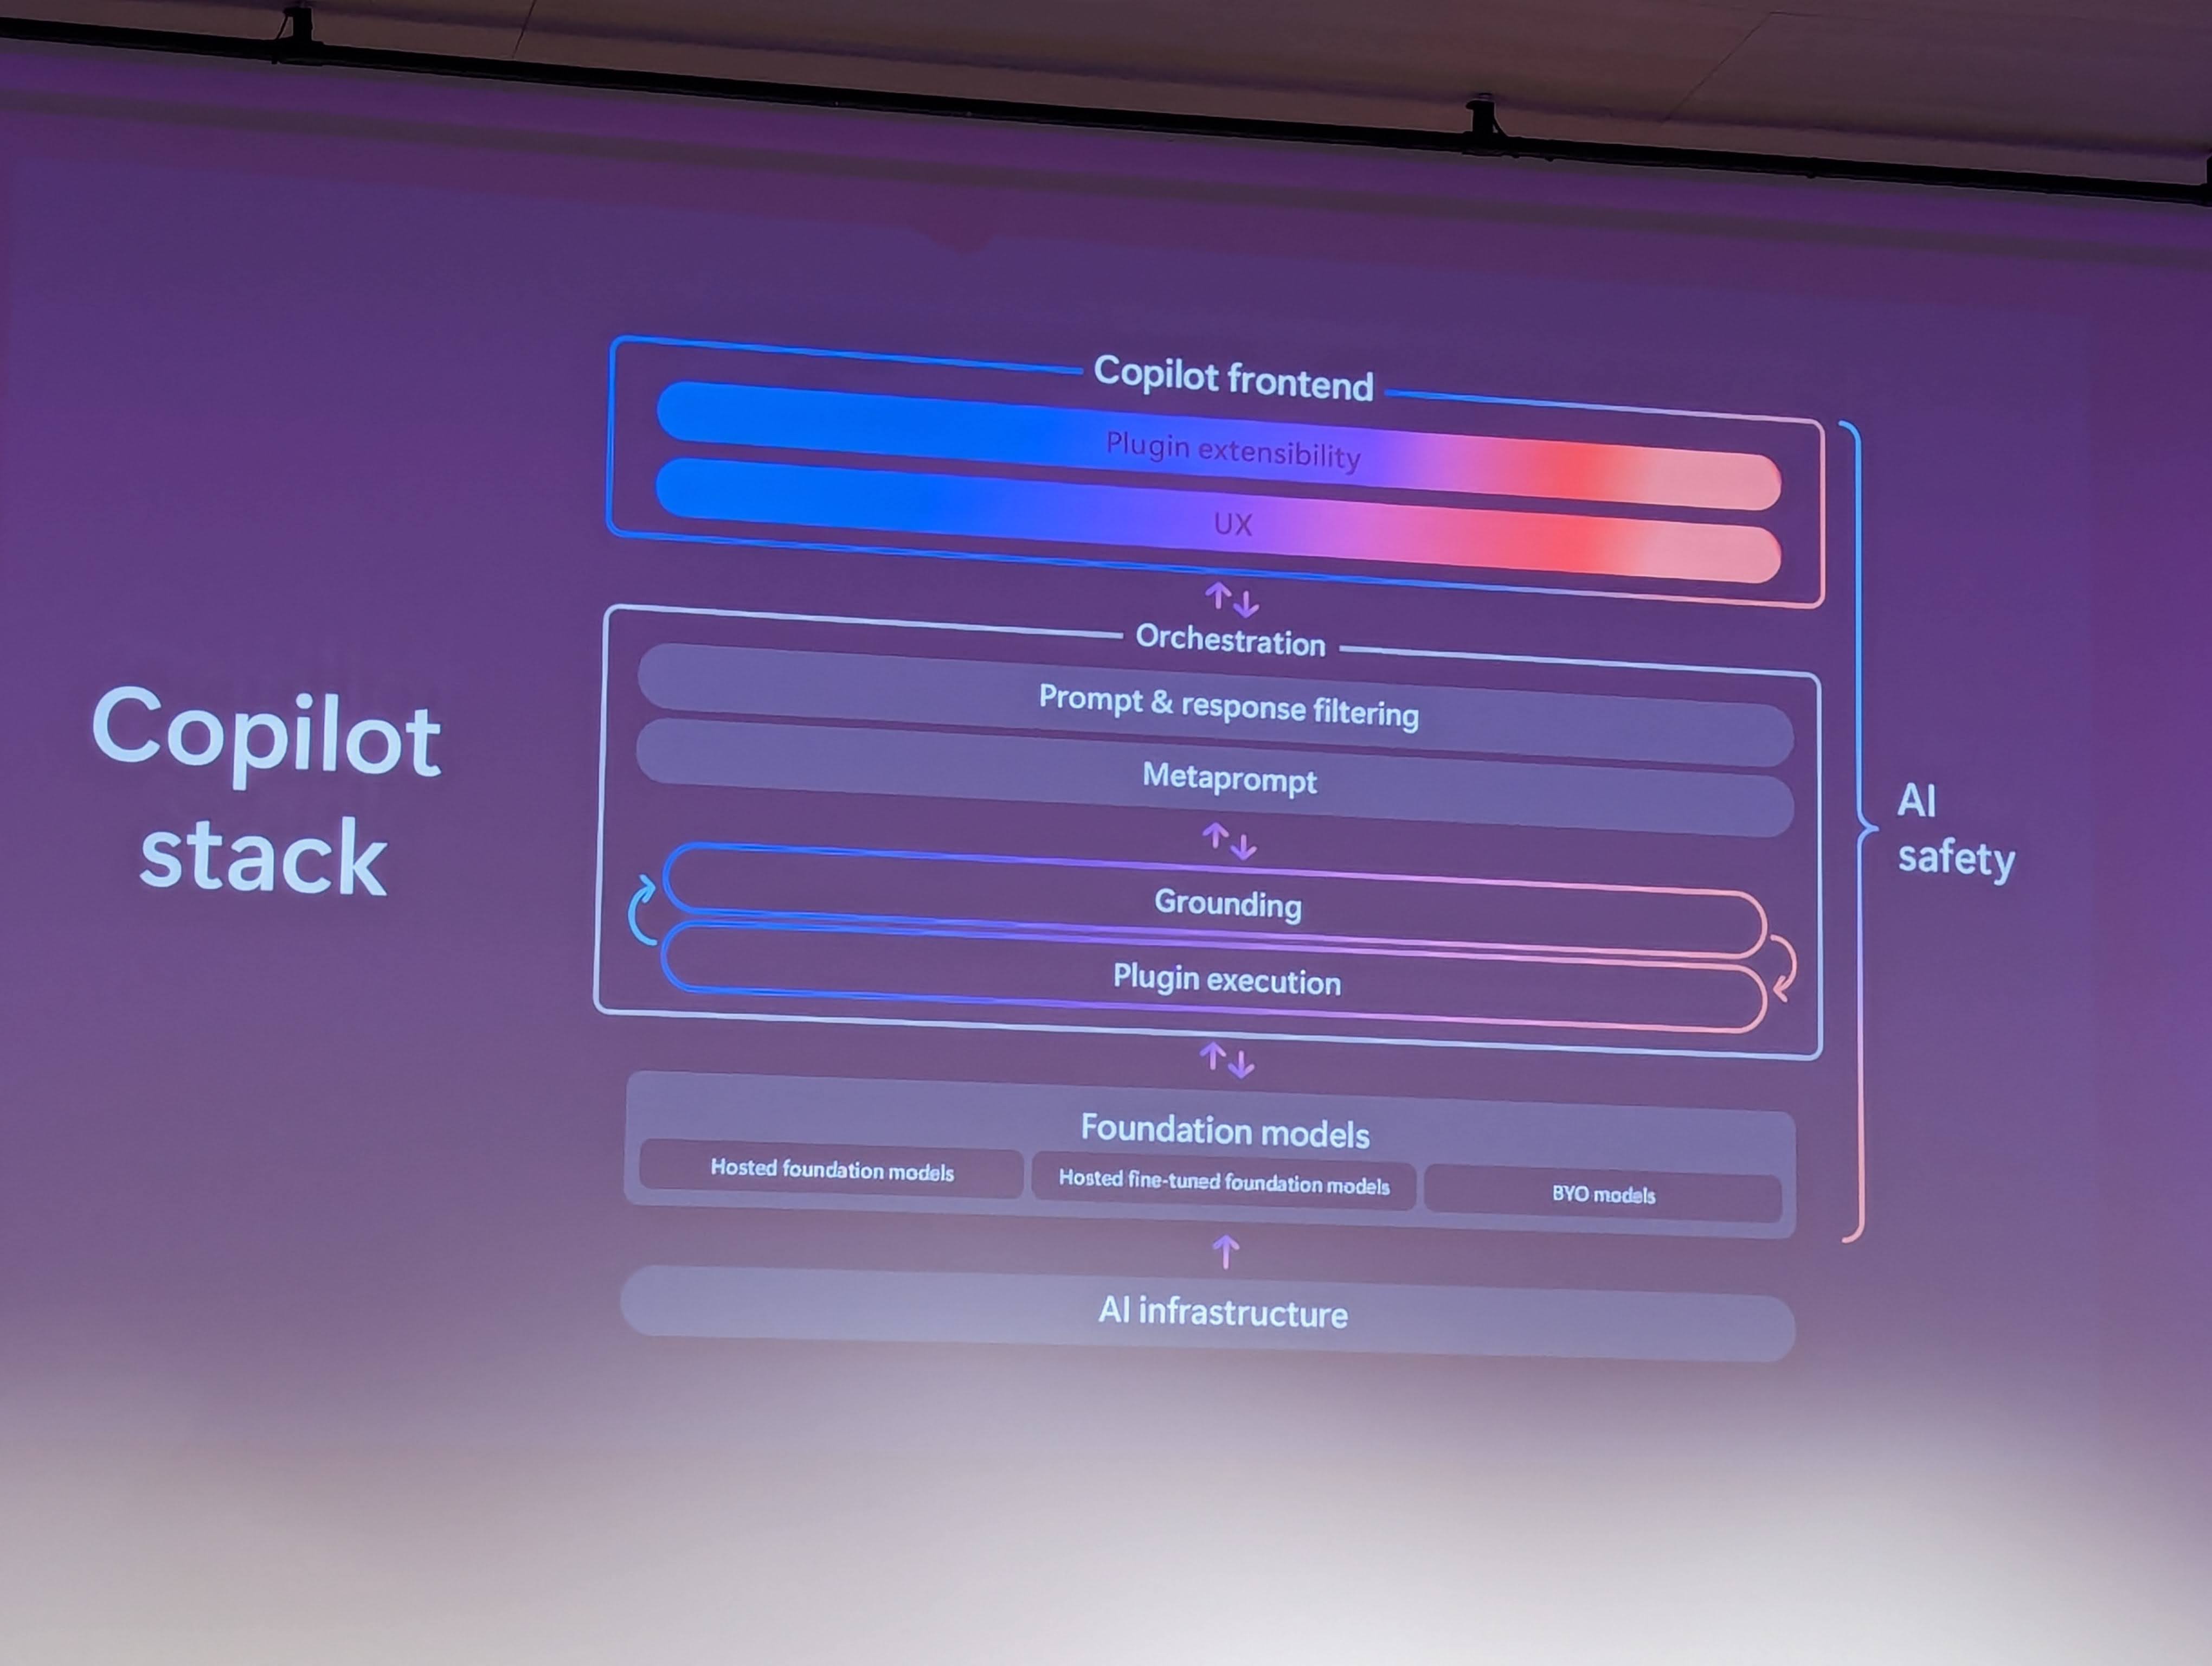 Copilot
stack
Copilot frontend
Plugin extensibility
UX
Orchestration
Prompt & response filtering
Metaprompt
Grounding
Plugin execution
Foundation models
Hosted foundation models
Hosted fine-tuned foundation models
BYO models
AI infrastructure
AI
safety